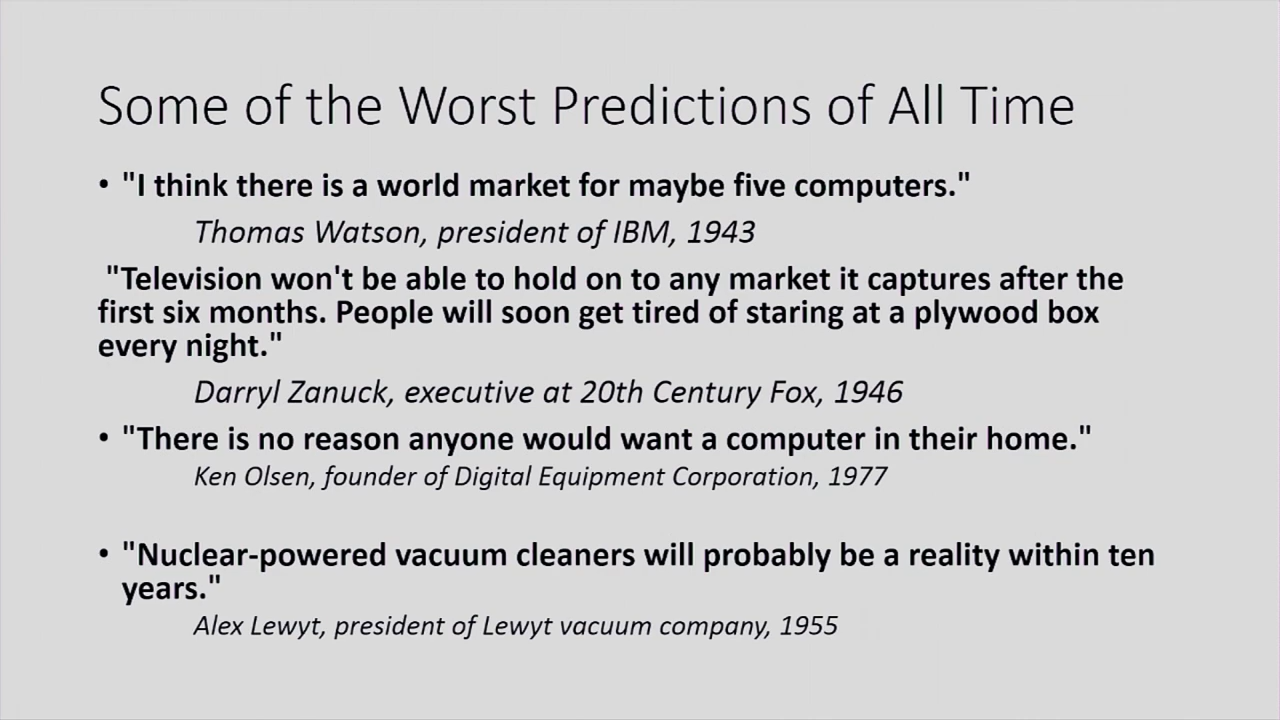 Some of the Worst Predictions of All Time
• "I think there is a world market for maybe five computers."
Thomas Watson, president of IBM, 1943
"Television won't be able to hold on to any market it captures after the
first six months. People will soon get tired of staring at a plywood box
every night."
Darryl Zanuck, executive at 20th Century Fox, 1946
• "There is no reason anyone would want a computer in their home."
Ken Olsen, founder of Digital Equipment Corporation, 1977
• "Nuclear-powered vacuum cleaners will probably be a reality within ten
years."
Alex Lewyt, president of Lewyt vacuum company, 1955